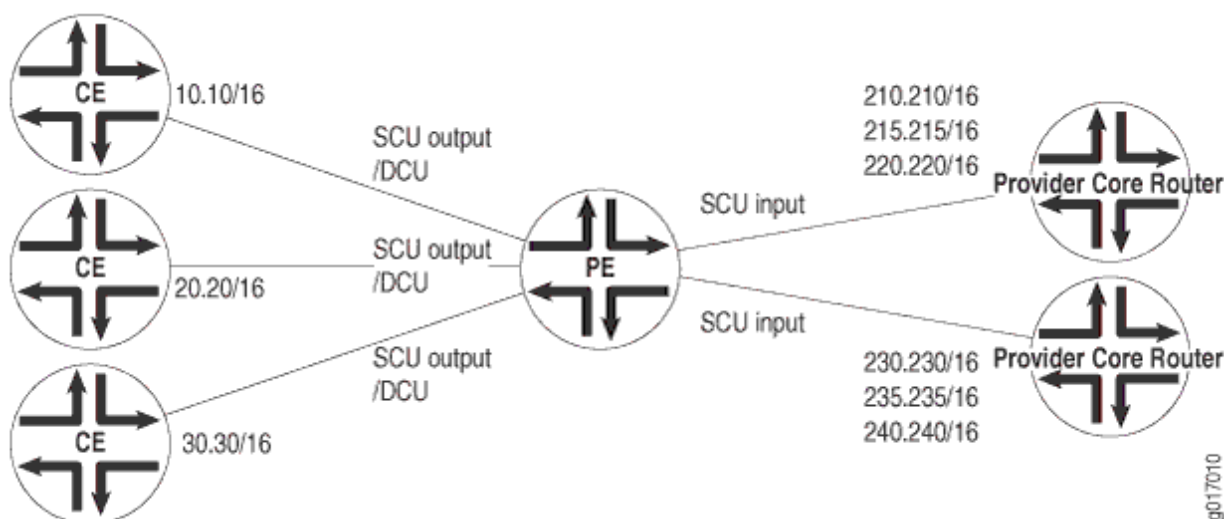 CE
10.10/16
SCU output
/DCU
CE
20.20/16
SCU output
/DCU
CE
30.30/16
SCU output
/DCU
PE
SCU input
SCU input
210.210/16
215.215/16
220.220/16
Provider Core Router
230.230/16
235.235/16
240.240/16
Provider Core Router
g017010